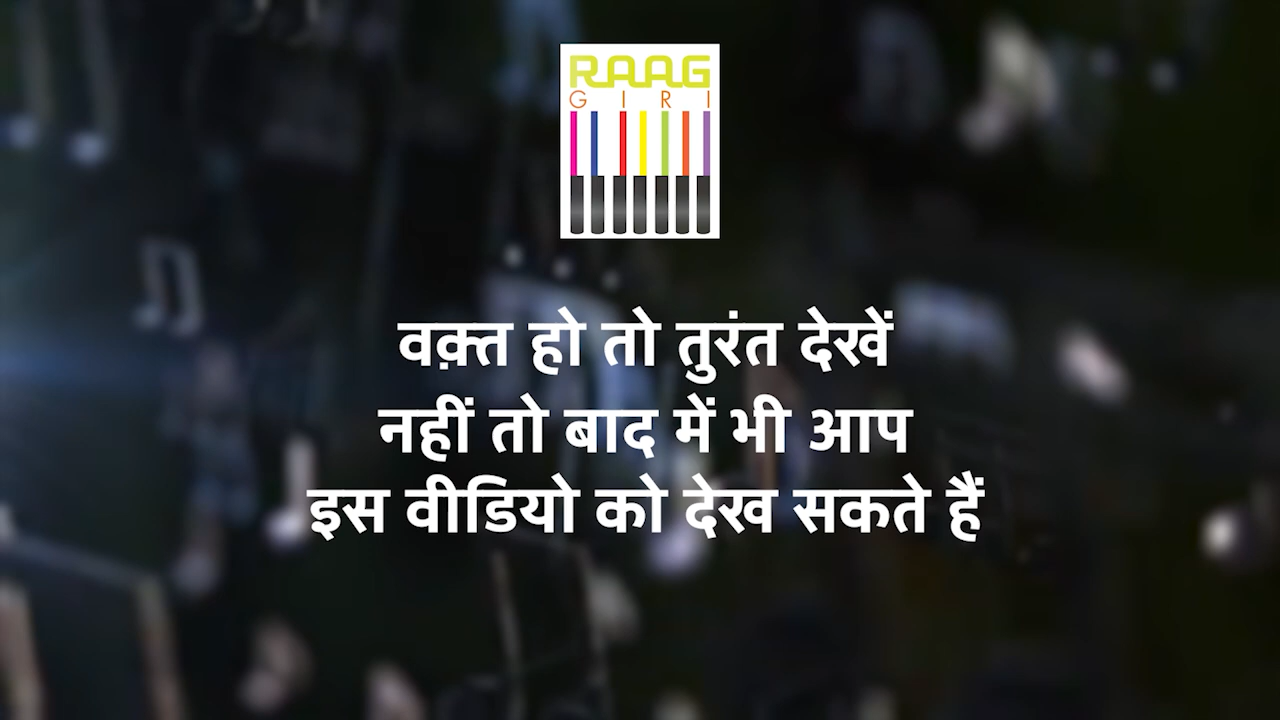 RAAG
GIRI
वक़्त हो तो तुरंत देखें
नहीं तो बाद में भी आप
इस वीडियो को देख सकते हैं